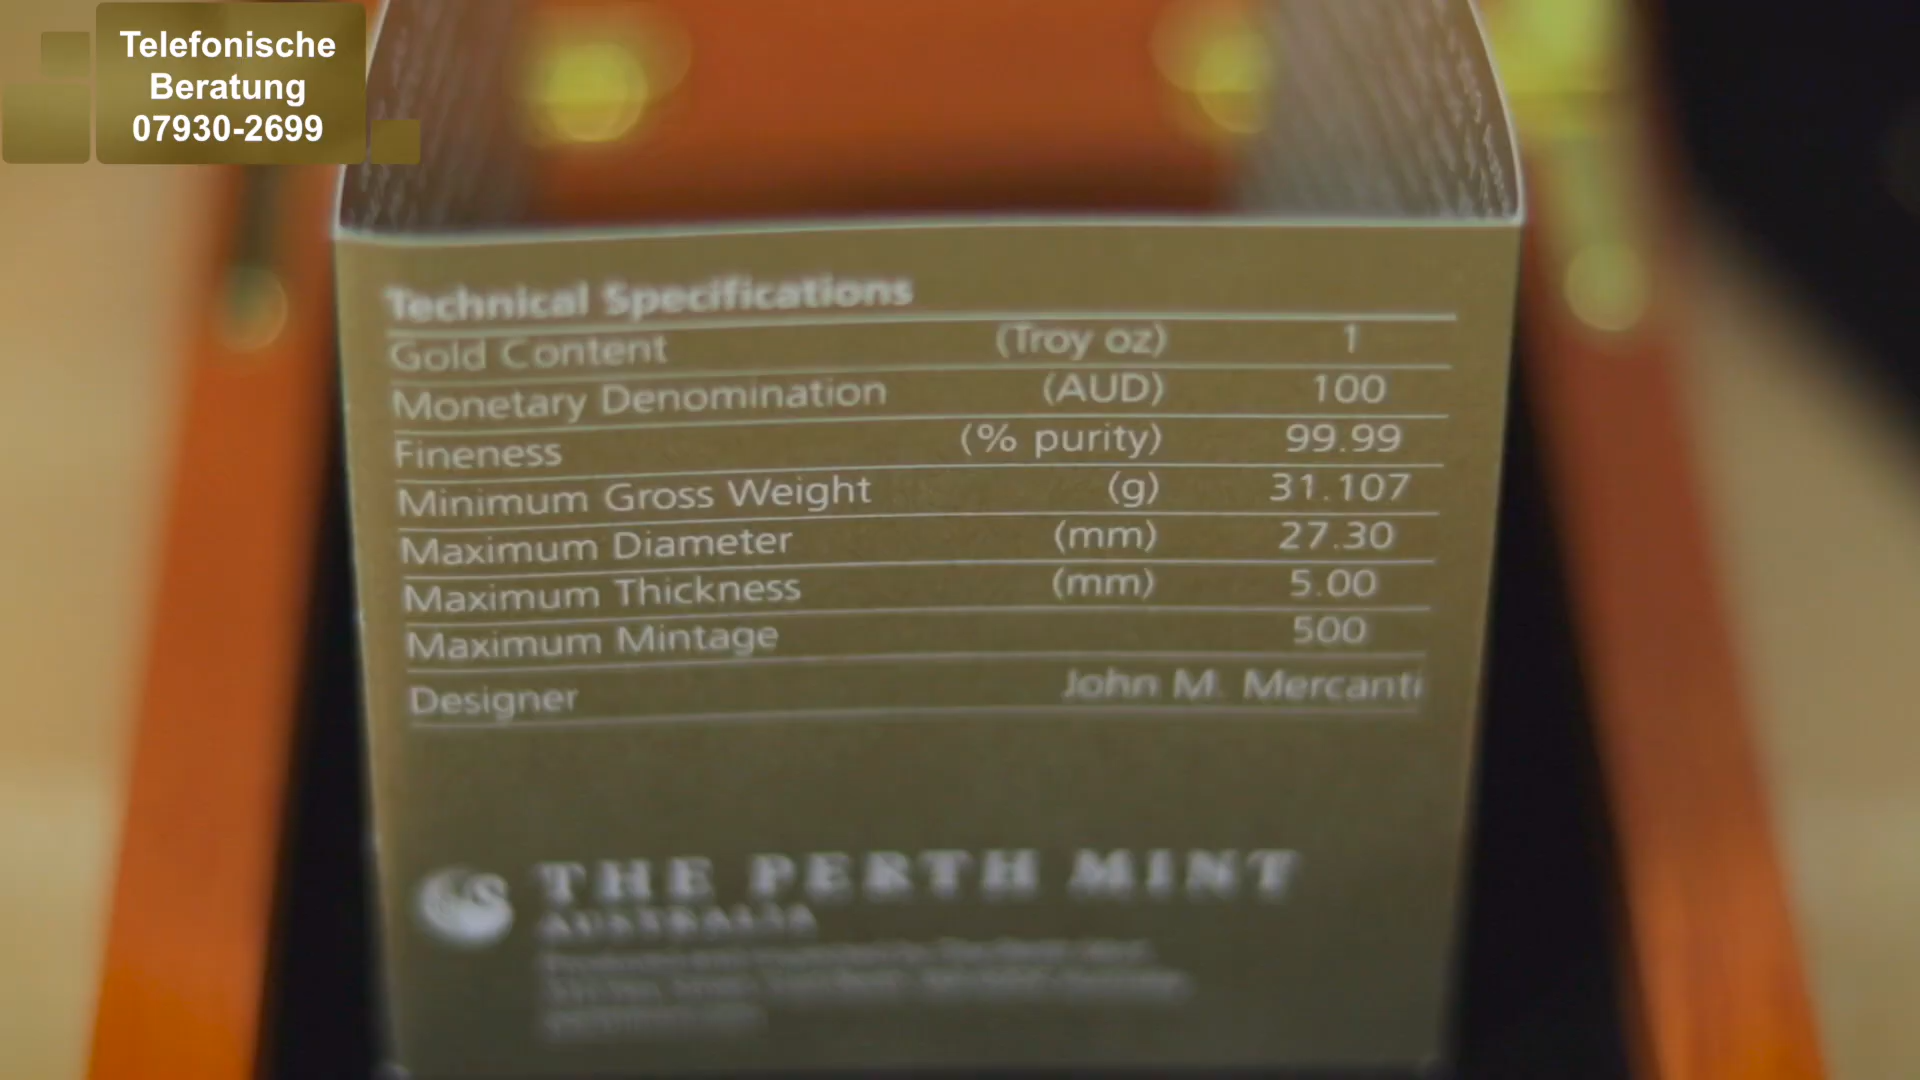 Telefonische
Beratung
07930-2699
Technical Specifications
Gold Content (Troy oz) 1
Monetary Denomination (AUD) 100
Fineness (% purity) 99.99
Minimum Gross Weight (g) 31.107
Maximum Diameter (mm) 27.30
Maximum Thickness (mm) 5.00
Maximum Mintage 500
Designer John M. Mercanti
THE PERTH MINT
AUSTRALIA